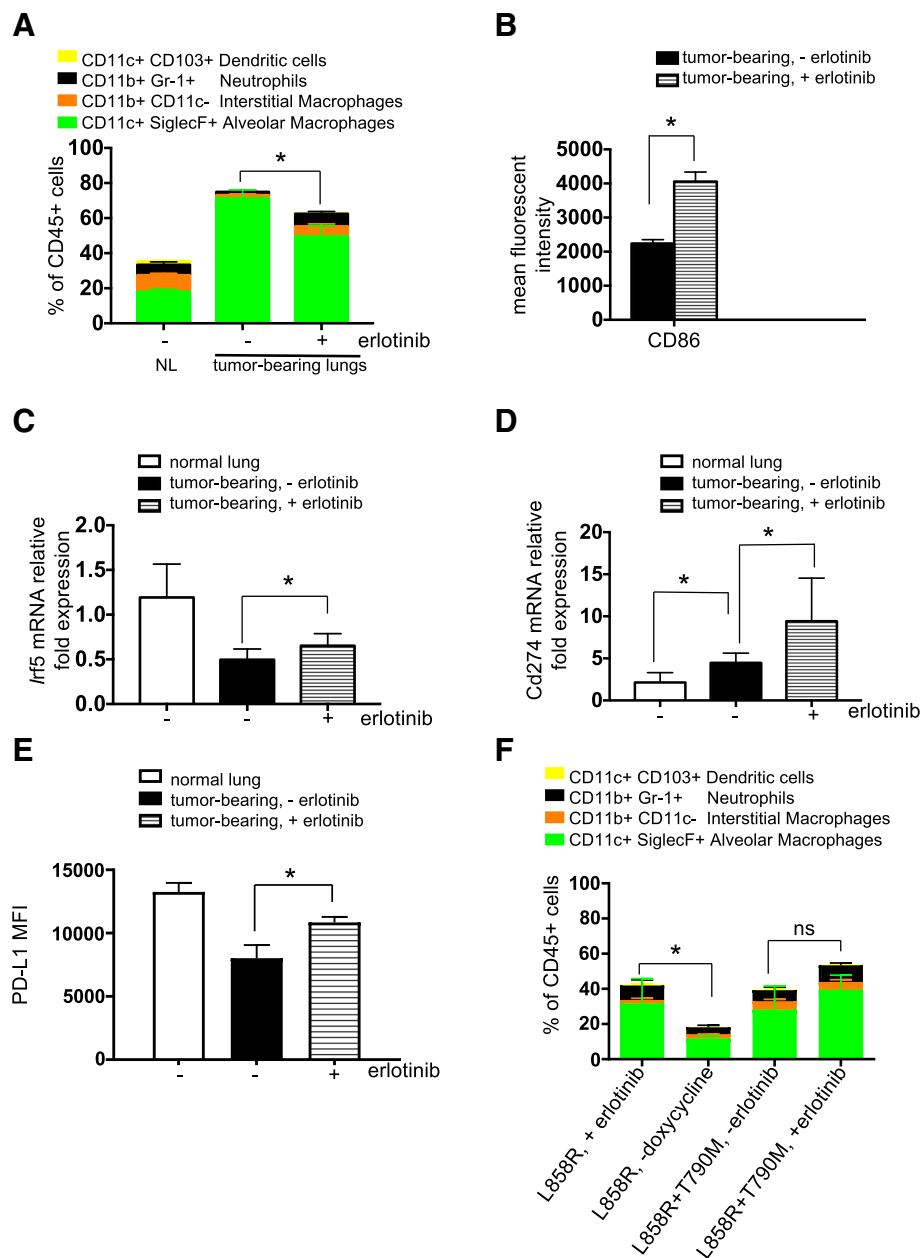 A
CD11c+ CD103+ Dendritic cells
CD11b+ Gr-1+ Neutrophils
CD11b+ CD11c- Interstitial Macrophages
CD11c+ SiglecF+ Alveolar Macrophages
% of CD45+ cells
100
80
60
40
20
0
*
- - + erlotinib
NL tumor-bearing lungs
B
tumor-bearing, - erlotinib
tumor-bearing, + erlotinib
mean fluorescent
intensity
5000
4000
3000
2000
1000
0
*
CD86
C
normal lung
tumor-bearing, - erlotinib
tumor-bearing, + erlotinib
Irf5 mRNA relative
fold expression
2.0
1.5
1.0
0.5
0.0
*
- - + erlotinib
D
normal lung
tumor-bearing, - erlotinib
tumor-bearing, + erlotinib
Cd274 mRNA relative
fold expression
20
15
10
5
0
* *
- - + erlotinib
E
normal lung
tumor-bearing, - erlotinib
tumor-bearing, + erlotinib
PD-L1 MFI
15000
10000
5000
0
*
- - + erlotinib
F
CD11c+ CD103+ Dendritic cells
CD11b+ Gr-1+ Neutrophils
CD11b+ CD11c- Interstitial Macrophages
CD11c+ SiglecF+ Alveolar Macrophages
% of CD45+ cells
100
80
60
40
20
0
* ns
L858R, + erlotinib
L858R, -doxycycline
L858R+T790M, -erlotinib
L858R+T790M, +erlotinib